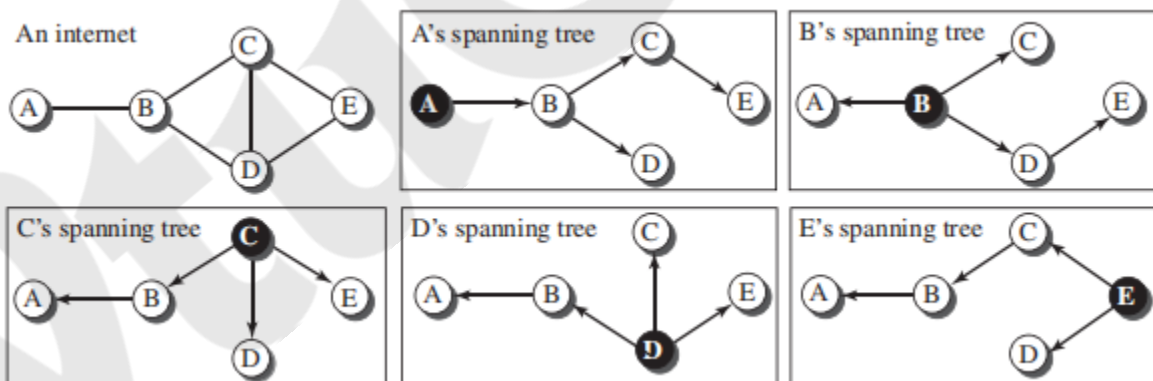 An internet
A
B
C
D
E
A's spanning tree
A
B
C
D
E
B's spanning tree
A
B
C
D
E
C's spanning tree
A
B
C
D
E
D's spanning tree
A
B
C
D
E
E's spanning tree
A
B
C
D
E